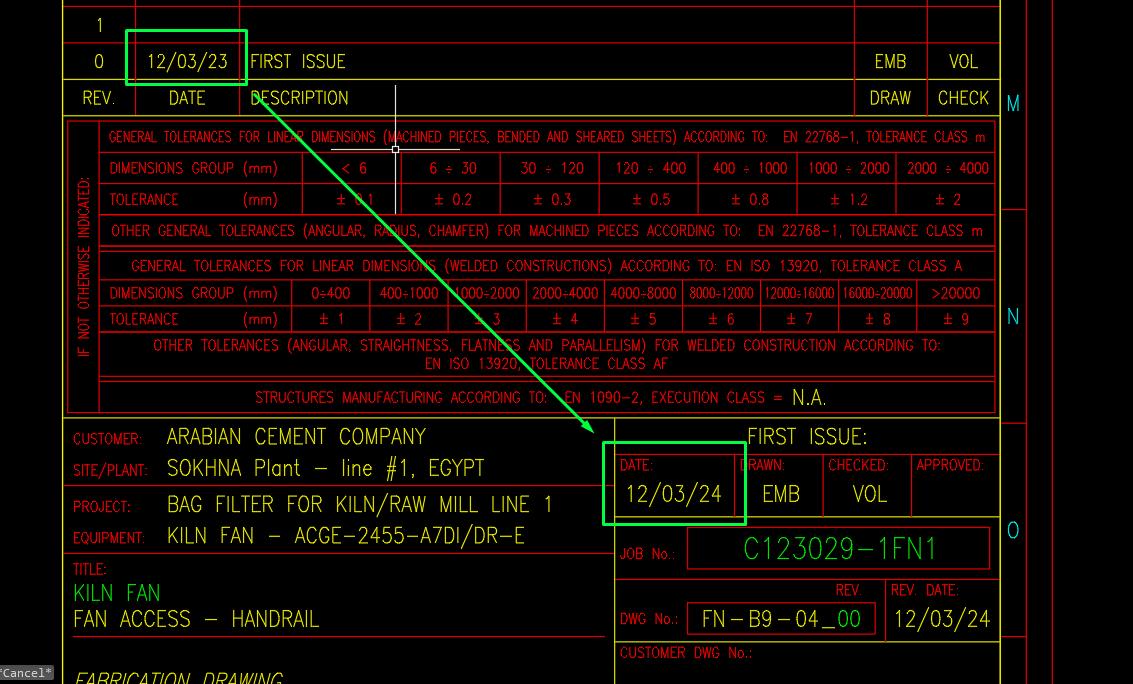 1
0 12/03/23 FIRST ISSUE EMB VOL
REV. DATE DESCRIPTION DRAW CHECK
IF NOT OTHERWISE INDICATED:
GENERAL TOLERANCES FOR LINEAR DIMENSIONS (MACHINED PIECES, BENDED AND SHEARED SHEETS) ACCORDING TO: EN 22768-1, TOLERANCE CLASS m
DIMENSIONS GROUP (mm) < 6 6 ÷ 30 30 ÷ 120 120 ÷ 400 400 ÷ 1000 1000 ÷ 2000 2000 ÷ 4000
TOLERANCE (mm) ± 0.1 ± 0.2 ± 0.3 ± 0.5 ± 0.8 ± 1.2 ± 2
OTHER GENERAL TOLERANCES (ANGULAR, RADIUS, CHAMFER) FOR MACHINED PIECES ACCORDING TO: EN 22768-1, TOLERANCE CLASS m
GENERAL TOLERANCES FOR LINEAR DIMENSIONS (WELDED CONSTRUCTIONS) ACCORDING TO: EN ISO 13920, TOLERANCE CLASS A
DIMENSIONS GROUP (mm) 0÷400 400÷1000 1000÷2000 2000÷4000 4000÷8000 8000÷12000 12000÷16000 16000÷20000 >20000
TOLERANCE (mm) ± 1 ± 2 ± 3 ± 4 ± 5 ± 6 ± 7 ± 8 ± 9
OTHER TOLERANCES (ANGULAR, STRAIGHTNESS, FLATNESS AND PARALLELISM) FOR WELDED CONSTRUCTION ACCORDING TO:
EN ISO 13920, TOLERANCE CLASS AF
STRUCTURES MANUFACTURING ACCORDING TO: EN 1090-2, EXECUTION CLASS = N.A.
M
N
O
CUSTOMER: ARABIAN CEMENT COMPANY
SITE/PLANT: SOKHNA Plant - line #1, EGYPT
PROJECT: BAG FILTER FOR KILN/RAW MILL LINE 1
EQUIPMENT: KILN FAN - ACGE-2455-A7DI/DR-E
TITLE:
KILN FAN
FAN ACCESS - HANDRAIL
FABRICATION DRAWING
FIRST ISSUE:
DATE: DRAWN: CHECKED: APPROVED:
12/03/24 EMB VOL
JOB No.: C123029-1FN1
REV. REV. DATE:
DWG No.: FN-B9-04_00 12/03/24
CUSTOMER DWG No.:
*Cancel*